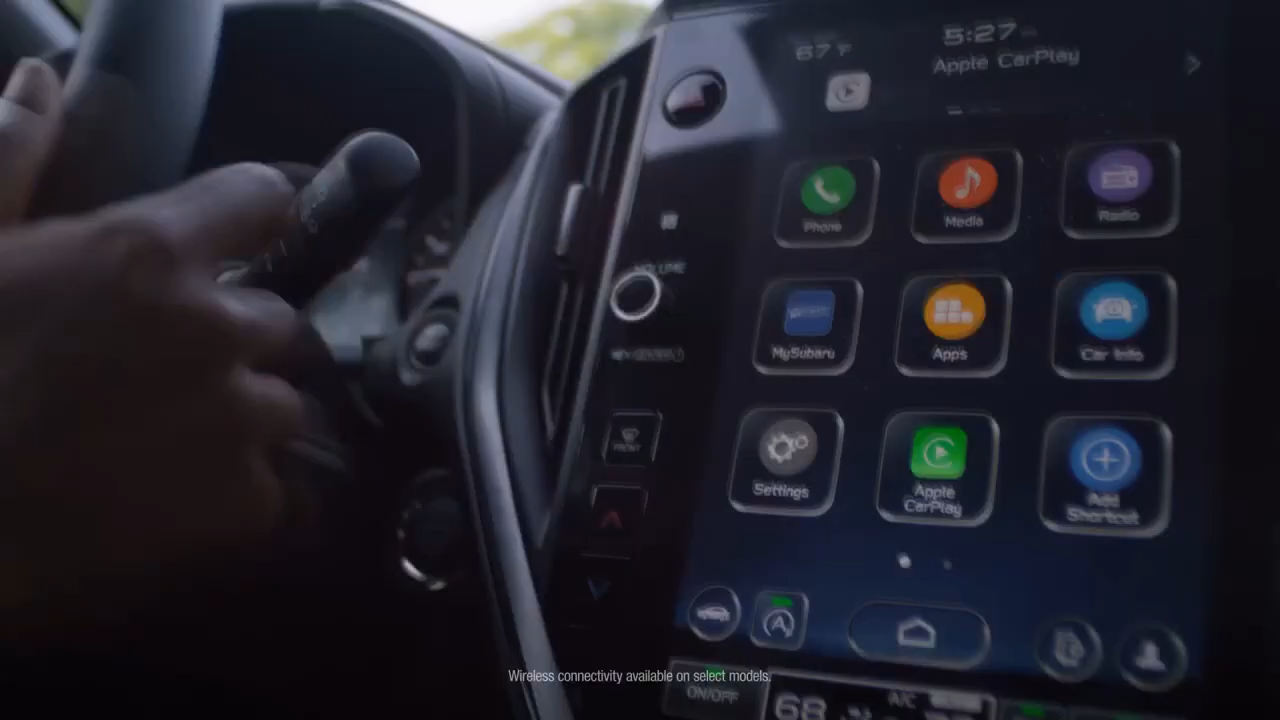 67°F
5:27
Apple CarPlay
Phone
Media
Radio
VOLUME
MySubaru
Apps
Car Info
FRONT
Settings
Apple
CarPlay
Add
Shortcut
A
Wireless connectivity available on select models.
ON/OFF
68
A/C